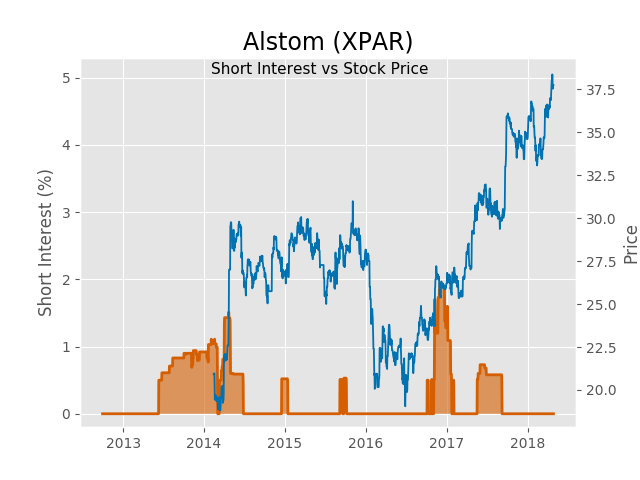 Alstom (XPAR)
Short Interest vs Stock Price
Short Interest (%)
5
4
3
2
1
0
37.5
35.0
32.5
30.0
27.5
25.0
22.5
20.0
Price
2013 2014 2015 2016 2017 2018